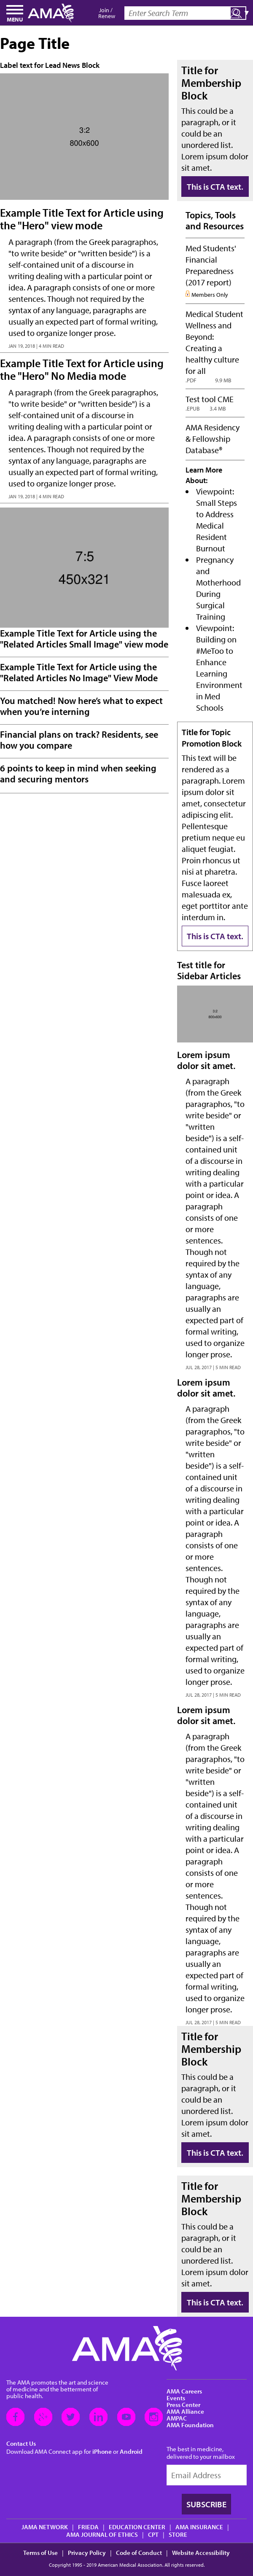 MENU
AMA
Join /
Renew
Enter Search Term
Page Title
Label text for Lead News Block
3:2
800x600
Example Title Text for Article using
the "Hero" view mode
A paragraph (from the Greek paragraphos,
"to write beside" or "written beside") is a
self-contained unit of a discourse in
writing dealing with a particular point or
idea. A paragraph consists of one or more
sentences. Though not required by the
syntax of any language, paragraphs are
usually an expected part of formal writing,
used to organize longer prose.
JAN 19, 2018 | 4 MIN READ
Example Title Text for Article using
the "Hero" No Media mode
A paragraph (from the Greek paragraphos,
"to write beside" or "written beside") is a
self-contained unit of a discourse in
writing dealing with a particular point or
idea. A paragraph consists of one or more
sentences. Though not required by the
syntax of any language, paragraphs are
usually an expected part of formal writing,
used to organize longer prose.
JAN 19, 2018 | 4 MIN READ
7:5
450x321
Example Title Text for Article using the
"Related Articles Small Image" view mode
Example Title Text for Article using the
"Related Articles No Image" View Mode
You matched! Now here's what to expect
when you're interning
Financial plans on track? Residents, see
how you compare
6 points to keep in mind when seeking
and securing mentors
Title for
Membership
Block
This could be a
paragraph, or it
could be an
unordered list.
Lorem ipsum dolor
sit amet.
This is CTA text.
Topics, Tools
and Resources
Med Students'
Financial
Preparedness
(2017 report)
Members Only
Medical Student
Wellness and
Beyond:
Creating a
healthy culture
for all
.PDF 9.9 MB
Test tool CME
.EPUB 3.4 MB
AMA Residency
& Fellowship
Database®
Learn More
About:
Viewpoint:
Small Steps
to Address
Medical
Resident
Burnout
Pregnancy
and
Motherhood
During
Surgical
Training
Viewpoint:
Building on
#MeToo to
Enhance
Learning
Environment
in Med
Schools
Title for Topic
Promotion Block
This text will be
rendered as a
paragraph. Lorem
ipsum dolor sit
amet, consectetur
adipiscing elit.
Pellentesque
pretium neque eu
aliquet feugiat.
Proin rhoncus ut
nisi at pharetra.
Fusce laoreet
malesuada ex,
eget porttitor ante
interdum in.
This is CTA text.
Test title for
Sidebar Articles
3:2
800x600
Lorem ipsum
dolor sit amet.
A paragraph
(from the Greek
paragraphos, "to
write beside" or
"written
beside") is a self-
contained unit
of a discourse in
writing dealing
with a particular
point or idea. A
paragraph
consists of one
or more
sentences.
Though not
required by the
syntax of any
language,
paragraphs are
usually an
expected part of
formal writing,
used to organize
longer prose.
JUL 28, 2017 | 5 MIN READ
Lorem ipsum
dolor sit amet.
A paragraph
(from the Greek
paragraphos, "to
write beside" or
"written
beside") is a self-
contained unit
of a discourse in
writing dealing
with a particular
point or idea. A
paragraph
consists of one
or more
sentences.
Though not
required by the
syntax of any
language,
paragraphs are
usually an
expected part of
formal writing,
used to organize
longer prose.
JUL 28, 2017 | 5 MIN READ
Lorem ipsum
dolor sit amet.
A paragraph
(from the Greek
paragraphos, "to
write beside" or
"written
beside") is a self-
contained unit
of a discourse in
writing dealing
with a particular
point or idea. A
paragraph
consists of one
or more
sentences.
Though not
required by the
syntax of any
language,
paragraphs are
usually an
expected part of
formal writing,
used to organize
longer prose.
JUL 28, 2017 | 5 MIN READ
Title for
Membership
Block
This could be a
paragraph, or it
could be an
unordered list.
Lorem ipsum dolor
sit amet.
This is CTA text.
Title for
Membership
Block
This could be a
paragraph, or it
could be an
unordered list.
Lorem ipsum dolor
sit amet.
This is CTA text.
AMA
The AMA promotes the art and science
of medicine and the betterment of
public health.
Contact Us
Download AMA Connect app for iPhone or Android
AMA Careers
Events
Press Center
AMA Alliance
AMPAC
AMA Foundation
The best in medicine,
delivered to your mailbox
Email Address
SUBSCRIBE
JAMA NETWORK | FREIDA | EDUCATION CENTER | AMA INSURANCE |
AMA JOURNAL OF ETHICS | CPT | STORE
Terms of Use | Privacy Policy | Code of Conduct | Website Accessibility
Copyright 1995 - 2019 American Medical Association. All rights reserved.